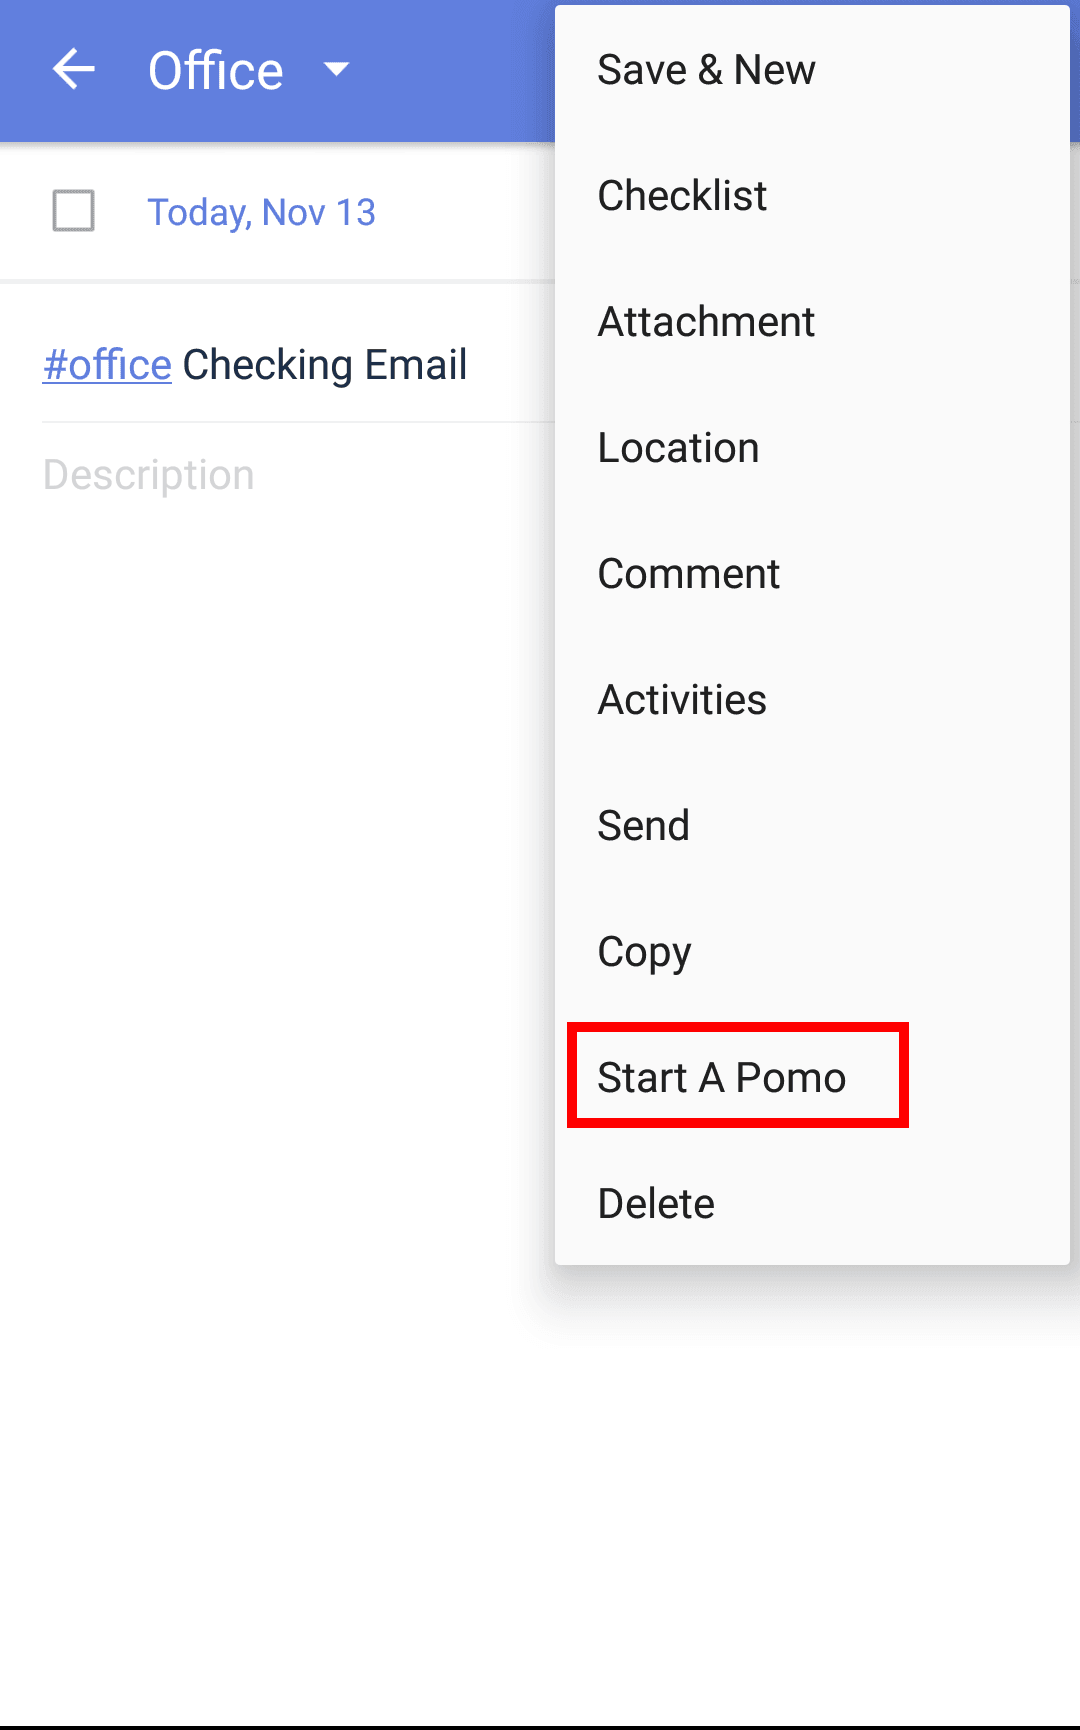 Office
Today, Nov 13
#office Checking Email
Description
Save & New
Checklist
Attachment
Location
Comment
Activities
Send
Copy
Start A Pomo
Delete